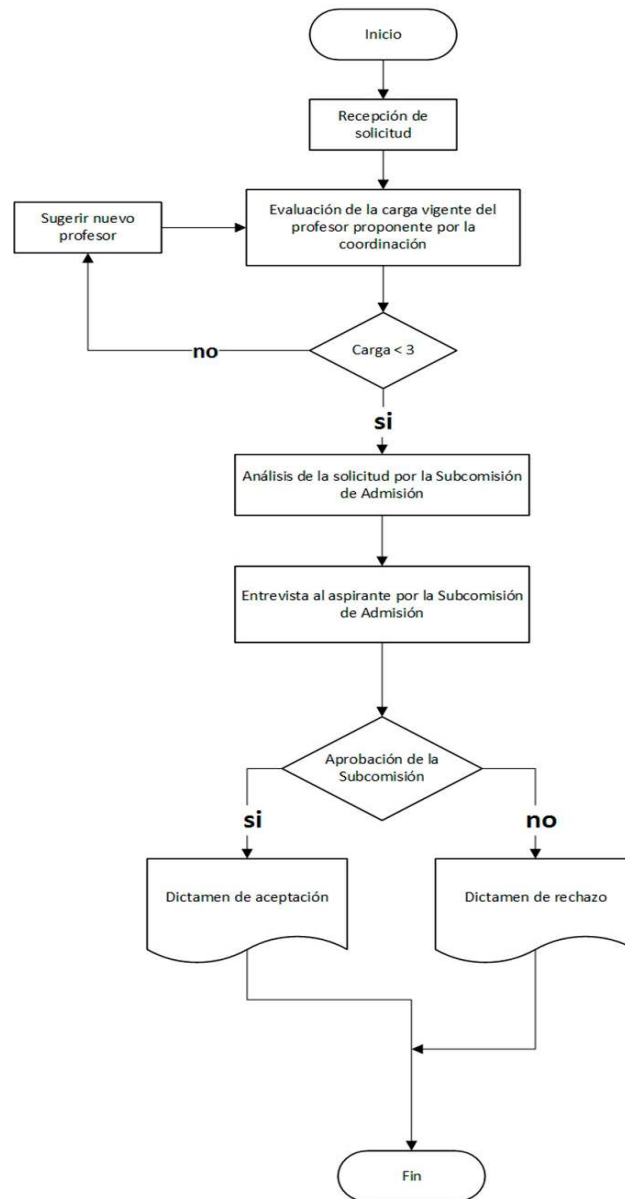 Inicio
Recepción de
solicitud
Sugerir nuevo
profesor
Evaluación de la carga vigente del
profesor proponente por la
coordinación
no
Carga < 3
si
Análisis de la solicitud por la Subcomisión
de Admisión
Entrevista al aspirante por la Subcomisión
de Admisión
Aprobación de la
Subcomisión
si
no
Dictamen de aceptación
Dictamen de rechazo
Fin